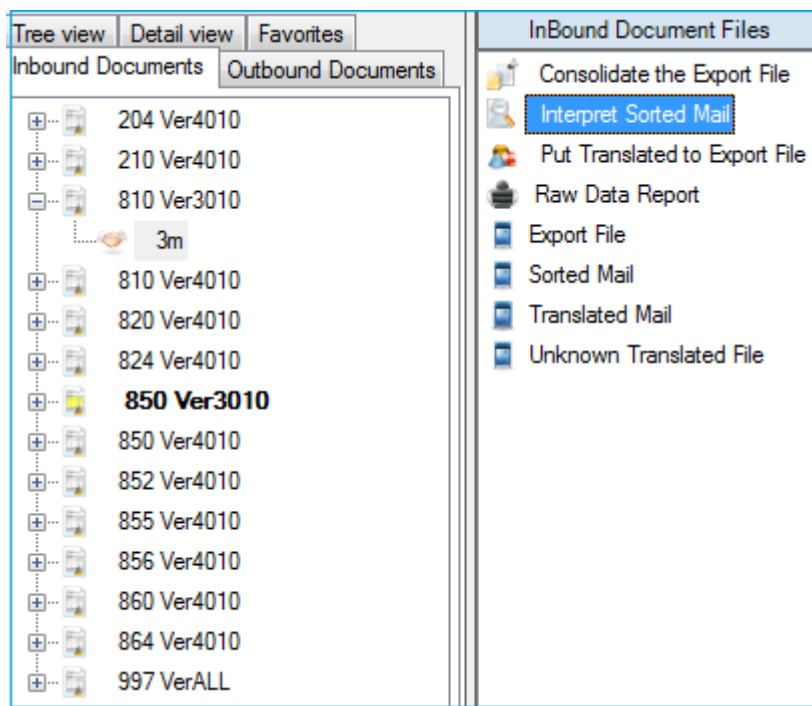 Tree view Detail view Favorites
Inbound Documents Outbound Documents
204 Ver4010
210 Ver4010
810 Ver3010
3m
810 Ver4010
820 Ver4010
824 Ver4010
850 Ver3010
850 Ver4010
852 Ver4010
855 Ver4010
856 Ver4010
860 Ver4010
864 Ver4010
997 VerALL
InBound Document Files
Consolidate the Export File
Interpret Sorted Mail
Put Translated to Export File
Raw Data Report
Export File
Sorted Mail
Translated Mail
Unknown Translated File